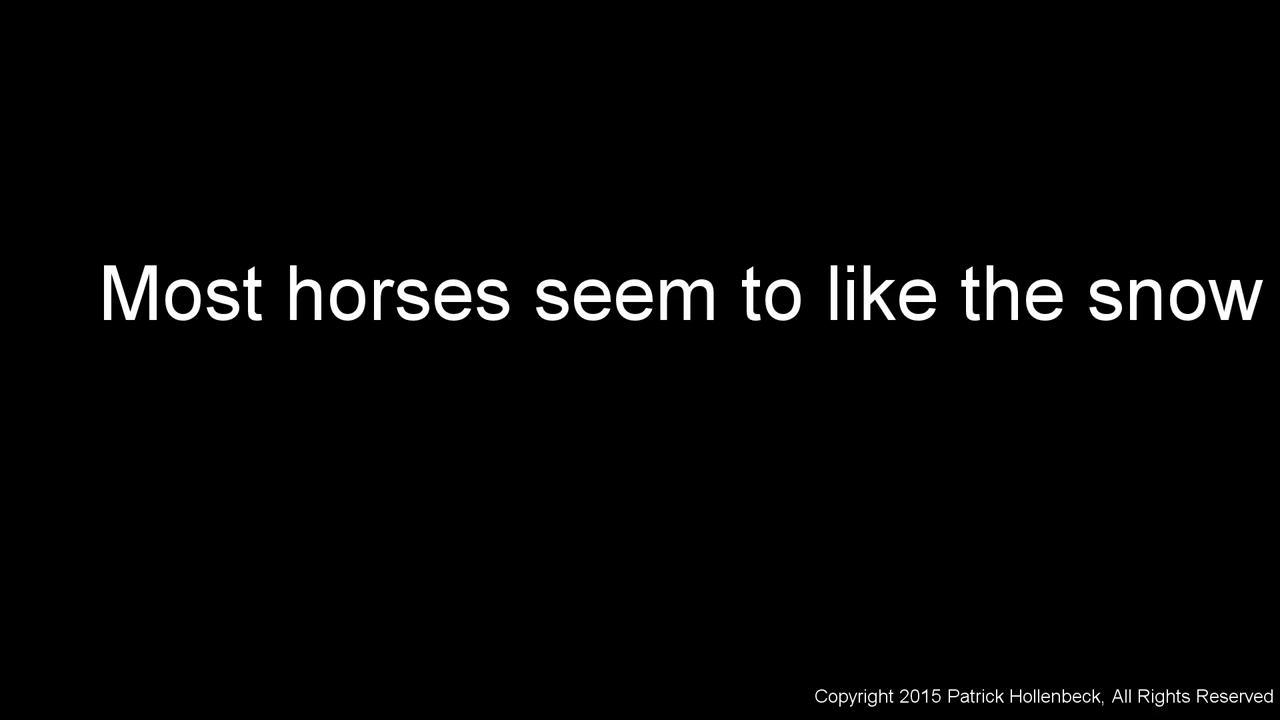 Most horses seem to like the snow
Copyright 2015 Patrick Hollenbeck, All Rights Reserved